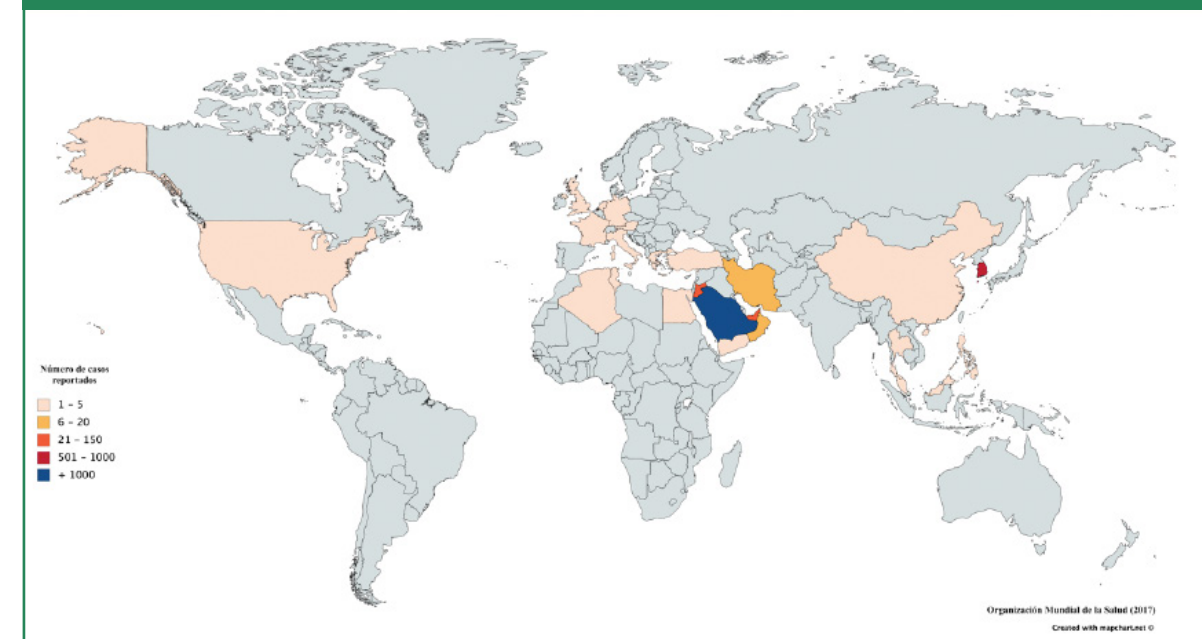 Número de casos
reportados
1 - 5
6 - 20
21 - 150
501 - 1000
+ 1000
Organización Mundial de la Salud (2017)
Created with mapchart.net ©